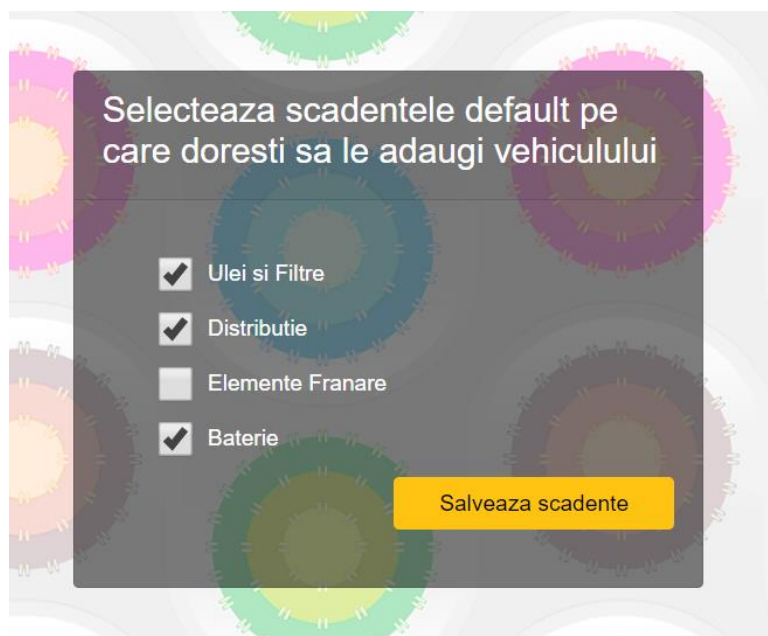 Selecteaza scadentele default pe
care doresti sa le adaugi vehiculului
Ulei si Filtre
Distributie
Elemente Franare
Baterie
Salveaza scadente